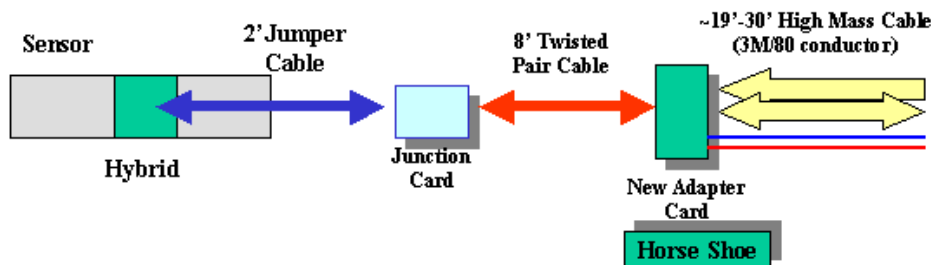 Sensor
2' Jumper
Cable
8' Twisted
Pair Cable
~19'-30' High Mass Cable
(3M/80 conductor)
Hybrid
Junction
Card
New Adapter
Card
Horse Shoe